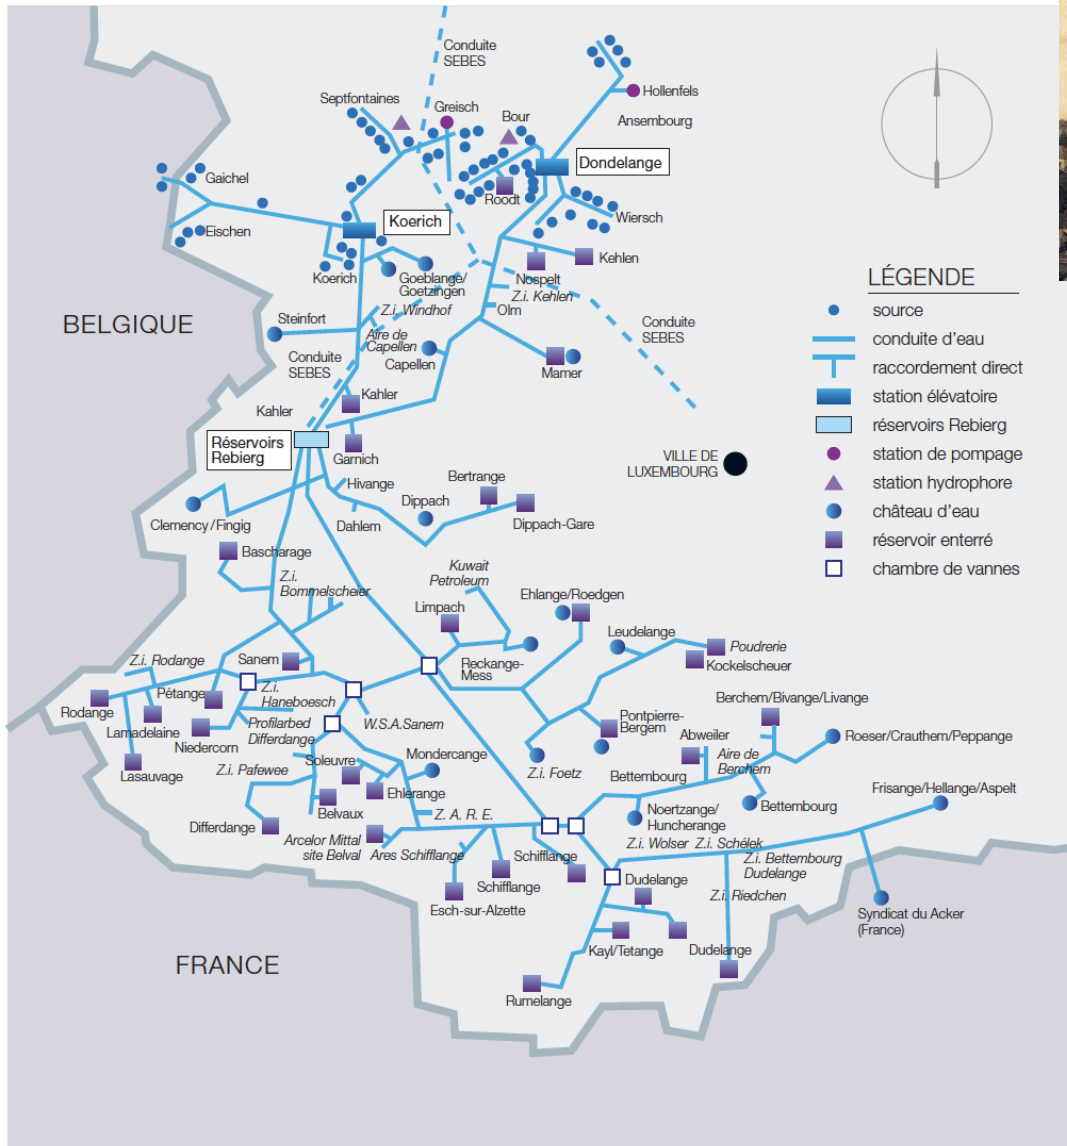 Conduite
SEBES
Septfontaines
Greisch
Bour
Hollenfels
Ansembourg
Dondelange
Gaichel
Roodt
Koerich
Wiersch
Eischen
Kehlen
Koerich
Goeblange/
Goetzingen
Nospelt
Z.i. Kehlen
Z.i. Windhof
Olm
Steinfort
Aire de
Capellen
Capellen
Conduite
SEBES
Conduite
SEBES
Mamer
BELGIQUE
Kahler
Kahler
Réservoirs
Rebierg
Garnich
VILLE DE
LUXEMBOURG
LÉGENDE
source
conduite d'eau
raccordement direct
station élévatoire
réservoirs Rebierg
station de pompage
station hydrophore
château d'eau
réservoir enterré
chambre de vannes
Hivange
Bertrange
Dippach
Clemency/Fingig
Dahlem
Dippach-Gare
Bascharage
Z.i.
Bommelscheier
Kuwait
Petroleum
Limpach
Ehlange/Roedgen
Leudelange
Poudrerie
Kockelscheuer
Reckange-
Mess
Z.i. Rodange
Sanem
Pétange
Z.i.
Haneboesch
Rodange
Lamadelaine
Niedercorn
Profilarbed
Differdange
W.S.A.Sanem
Berchem/Bivange/Livange
Pontpierre-
Bergem
Abweiler
Roeser/Crauthem/Peppange
Lasauvage
Z.i. Pafewee
Soleuvre
Mondercange
Z.i. Foetz
Bettembourg
Aire de
Berchem
Frisange/Hellange/Aspelt
Ehlerange
Belvaux
Differdange
Z. A. R. E.
Noertzange/
Huncherange
Bettembourg
Arcelor Mittal
site Belval
Ares Schifflange
Schifflange
Z.i. Wolser
Z.i. Schélek
Z.i. Bettembourg
Dudelange
Schifflange
Dudelange
Z.i. Riedchen
Esch-sur-Alzette
Syndicat du Acker
(France)
Kayl/Tetange
Dudelange
FRANCE
Rumelange